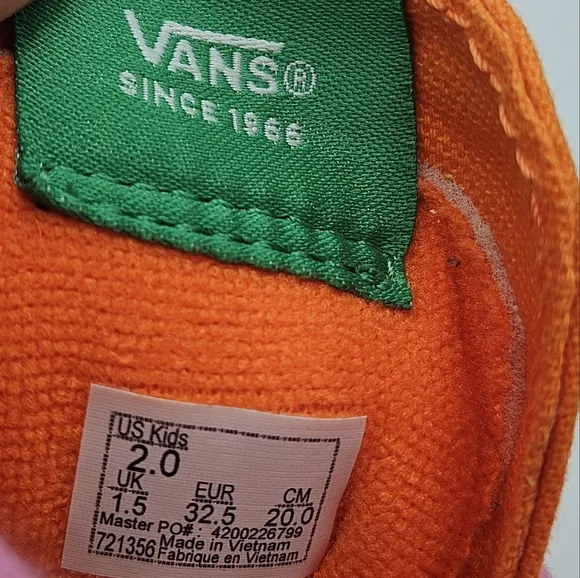 VANS®
SINCE 1966
US Kids
2.0
UK EUR CM
1.5 32.5 20.0
Master PO#: 4200226799
721356 Made in Vietnam
Fabriqué en Vietnam